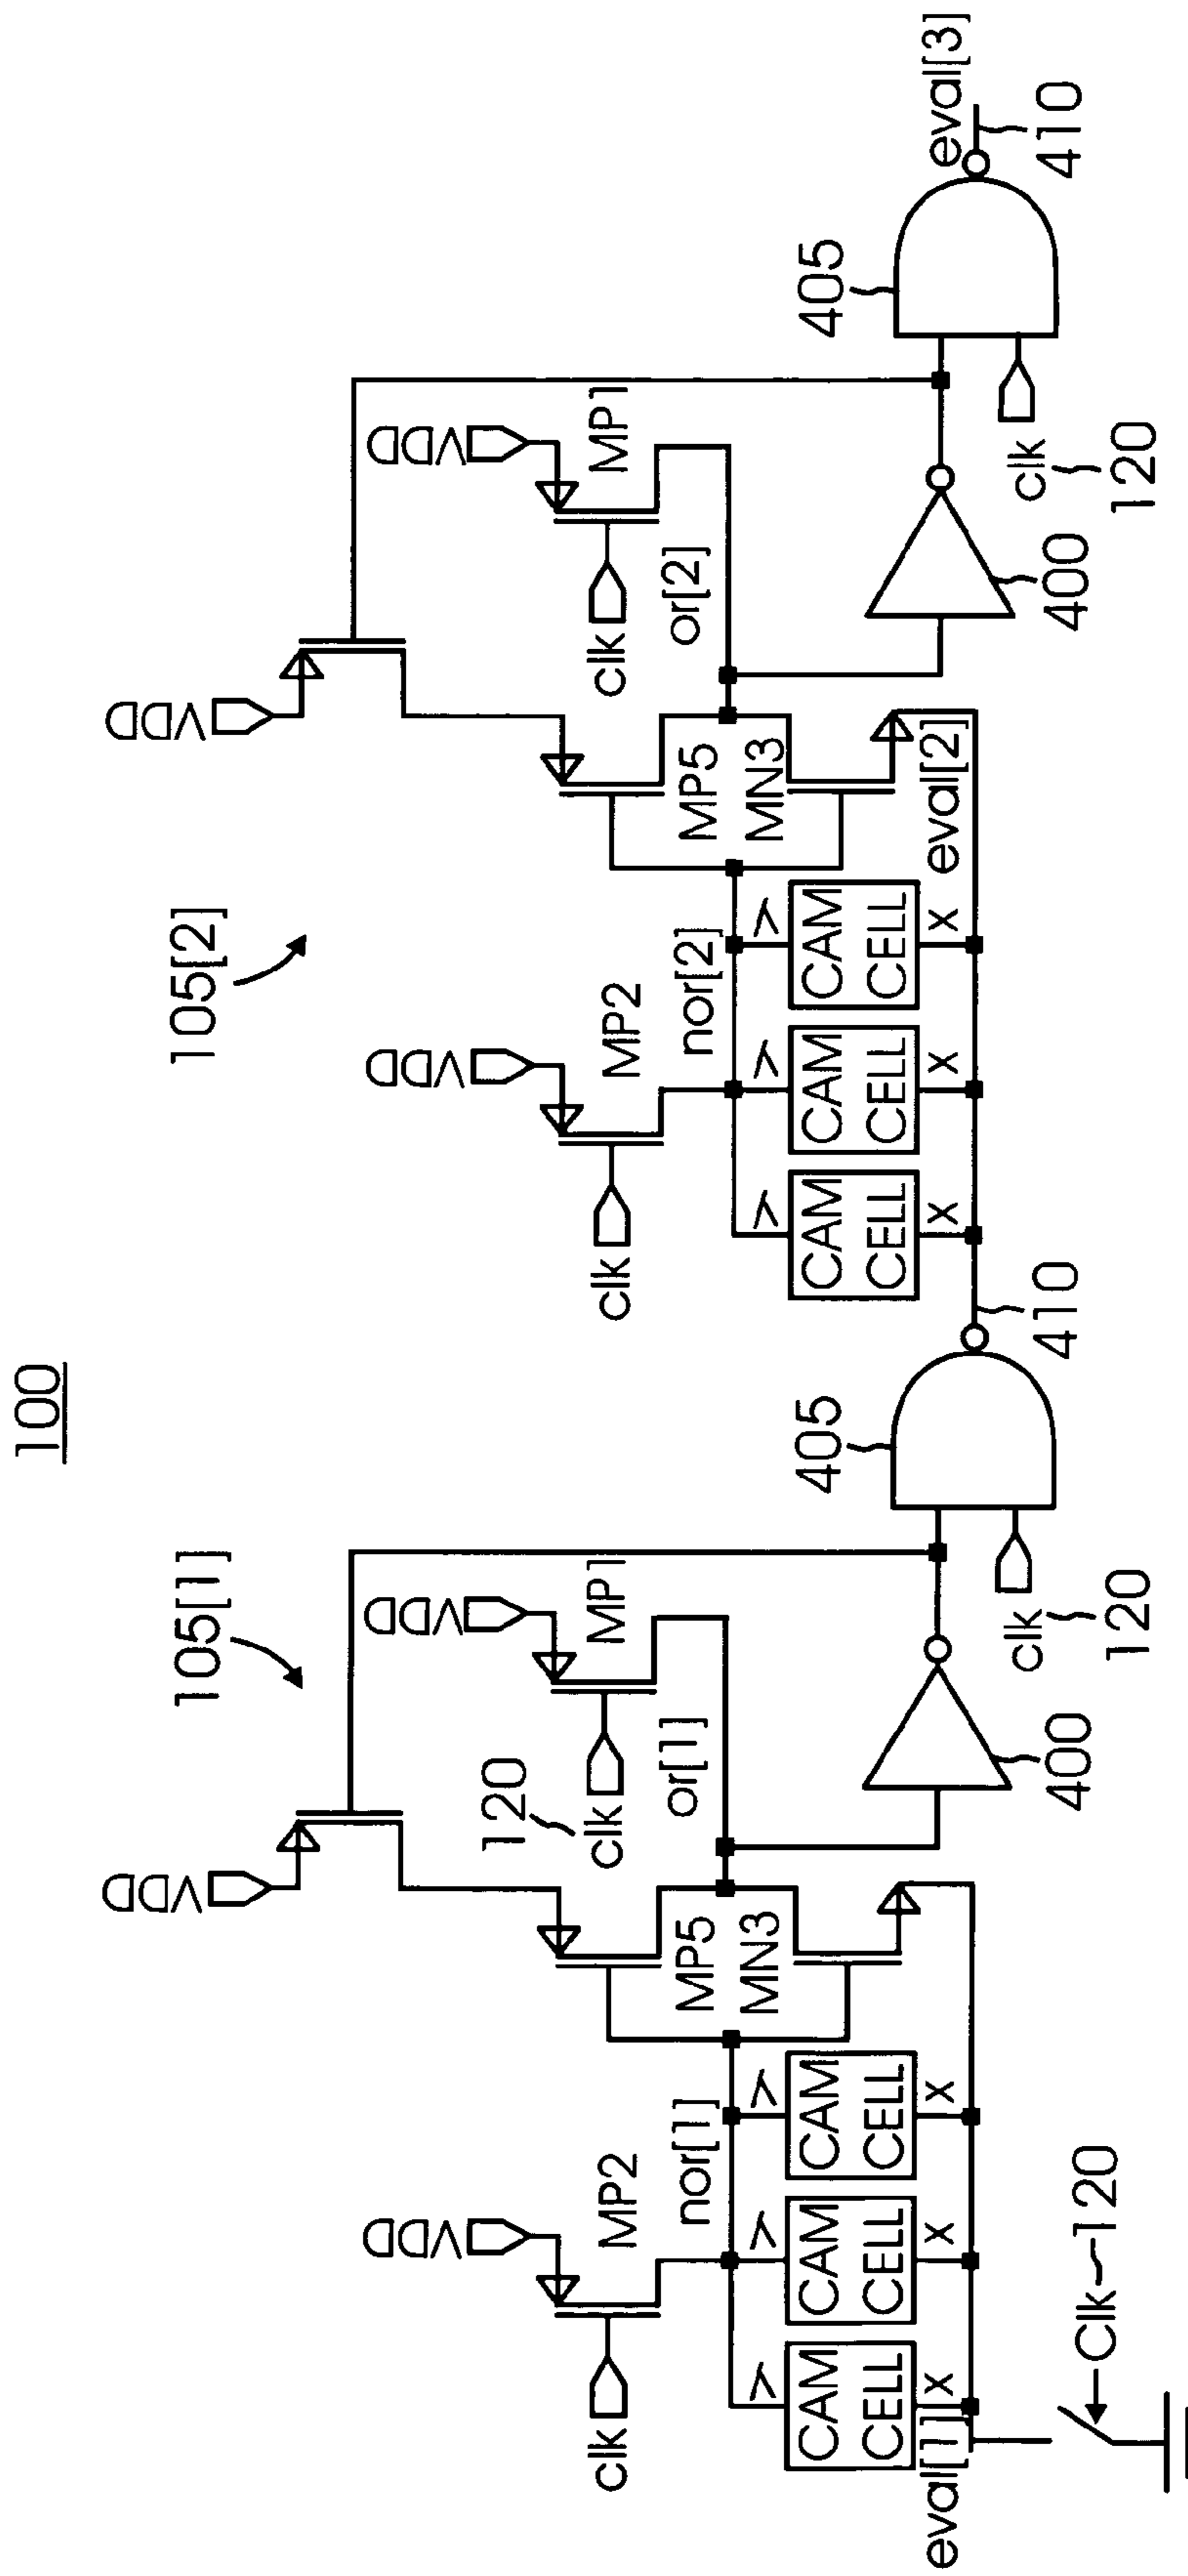 100
105[1]
VDD
VDD
VDD
MP2
clk
120
clk
MP1
nor[1]
MP5
MN3
or[1]
Y
Y
Y
CAM CELL
CAM CELL
CAM CELL
X
X
X
eval[1]
Clk
120
400
405
clk
120
410
105[2]
VDD
VDD
VDD
MP2
clk
clk
MP1
nor[2]
MP5
MN3
or[2]
Y
Y
Y
CAM CELL
CAM CELL
CAM CELL
X
X
X
eval[2]
400
405
clk
120
eval[3]
410